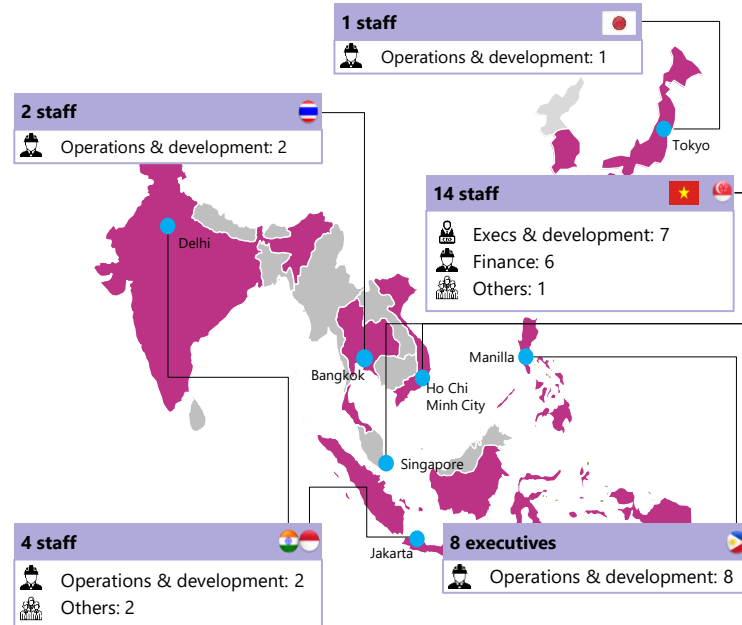 1 staff
Operations & development: 1
2 staff
Operations & development: 2
Tokyo
14 staff
Execs & development: 7
Finance: 6
Others: 1
Delhi
Manilla
Bangkok
Ho Chi
Minh City
Singapore
4 staff
Operations & development: 2
Others: 2
Jakarta
8 executives
Operations & development: 8